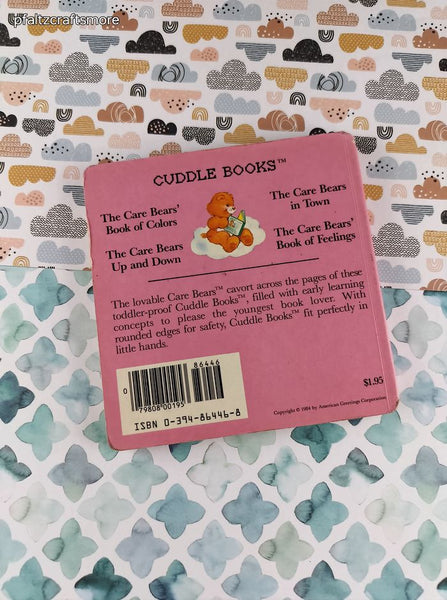 pfaltzcraftsmore
CUDDLE BOOKS™
The Care Bears'
Book of Colors
The Care Bears
in Town
The Care Bears
Up and Down
The Care Bears'
Book of Feelings
The lovable Care Bears™ cavort across the pages of these
toddler-proof Cuddle Books™, filled with early learning
concepts to please the youngest book lover. With
rounded edges for safety, Cuddle Books™ fit perfectly in
little hands.
86446
0
79808 00195
ISBN 0-394-86446-8
$1.95
Copyright © 1984 by American Greetings Corporation